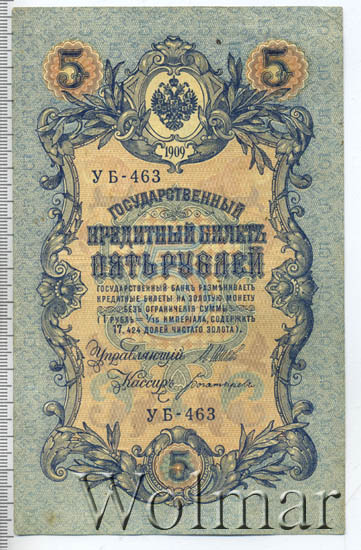 5 5
1909
УБ-463
ГОСУДАРСТВЕННЫЙ
КРЕДИТНЫЙ БИЛЕТЪ
ПЯТЬ РУБЛЕЙ
ГОСУДАРСТВЕННЫЙ БАНКЪ РАЗМѢНИВАЕТЪ
КРЕДИТНЫЕ БИЛЕТЫ НА ЗОЛОТУЮ МОНЕТУ
БЕЗЪ ОГРАНИЧЕНІЯ СУММЫ
(1 РУБЛЬ = 1/15 ИМПЕРІАЛА, СОДЕРЖИТЪ
17,424 ДОЛЕЙ ЧИСТАГО ЗОЛОТА).
Управляющій
Кассиръ
УБ-463
5
Wolmar